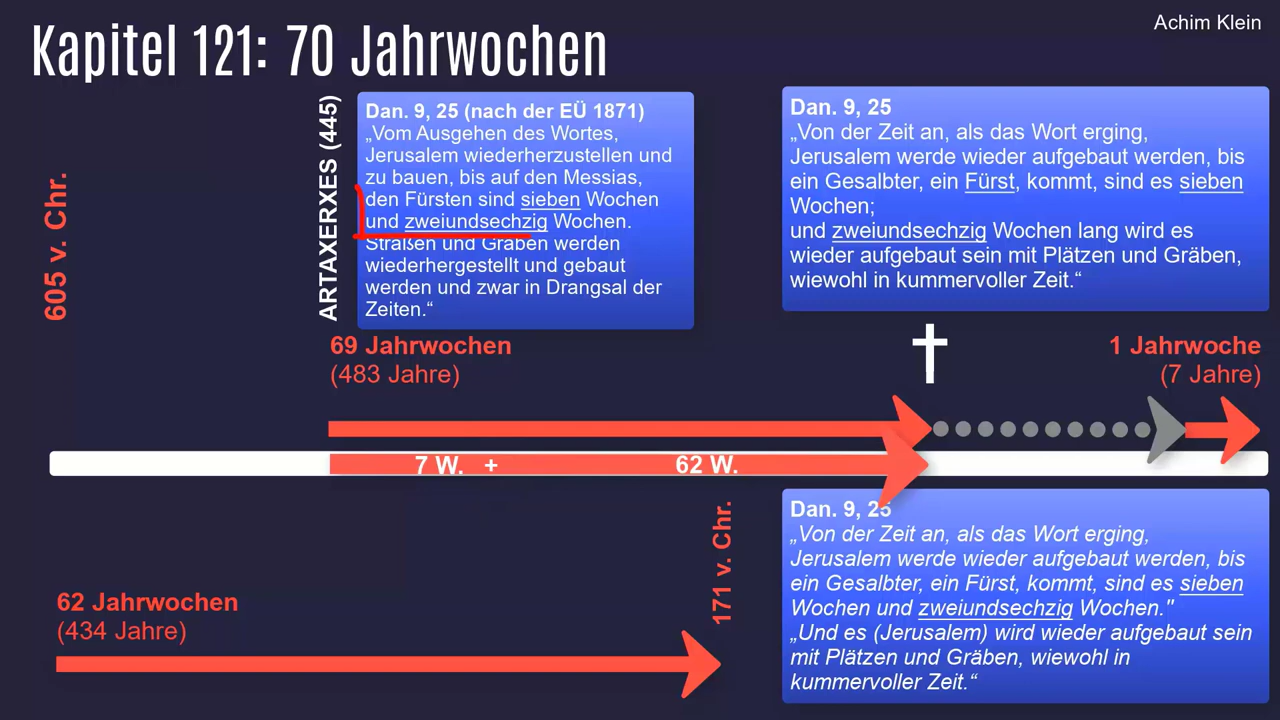 Achim Klein
Kapitel 121: 70 Jahrwochen
605 v. Chr.
ARTAXERXES (445)
Dan. 9, 25 (nach der EÜ 1871)
„Vom Ausgehen des Wortes,
Jerusalem wiederherzustellen und
zu bauen, bis auf den Messias,
den Fürsten sind sieben Wochen
und zweiundsechzig Wochen.
Straßen und Gräben werden
wiederhergestellt und gebaut
werden und zwar in Drangsal der
Zeiten.“
Dan. 9, 25
„Von der Zeit an, als das Wort erging,
Jerusalem werde wieder aufgebaut werden, bis
ein Gesalbter, ein Fürst, kommt, sind es sieben
Wochen;
und zweiundsechzig Wochen lang wird es
wieder aufgebaut sein mit Plätzen und Gräben,
wiewohl in kummervoller Zeit.“
69 Jahrwochen
(483 Jahre)
1 Jahrwoche
(7 Jahre)
7 W. + 62 W.
171 v. Chr.
62 Jahrwochen
(434 Jahre)
Dan. 9, 25
„Von der Zeit an, als das Wort erging,
Jerusalem werde wieder aufgebaut werden, bis
ein Gesalbter, ein Fürst, kommt, sind es sieben
Wochen und zweiundsechzig Wochen."
„Und es (Jerusalem) wird wieder aufgebaut sein
mit Plätzen und Gräben, wiewohl in
kummervoller Zeit.“